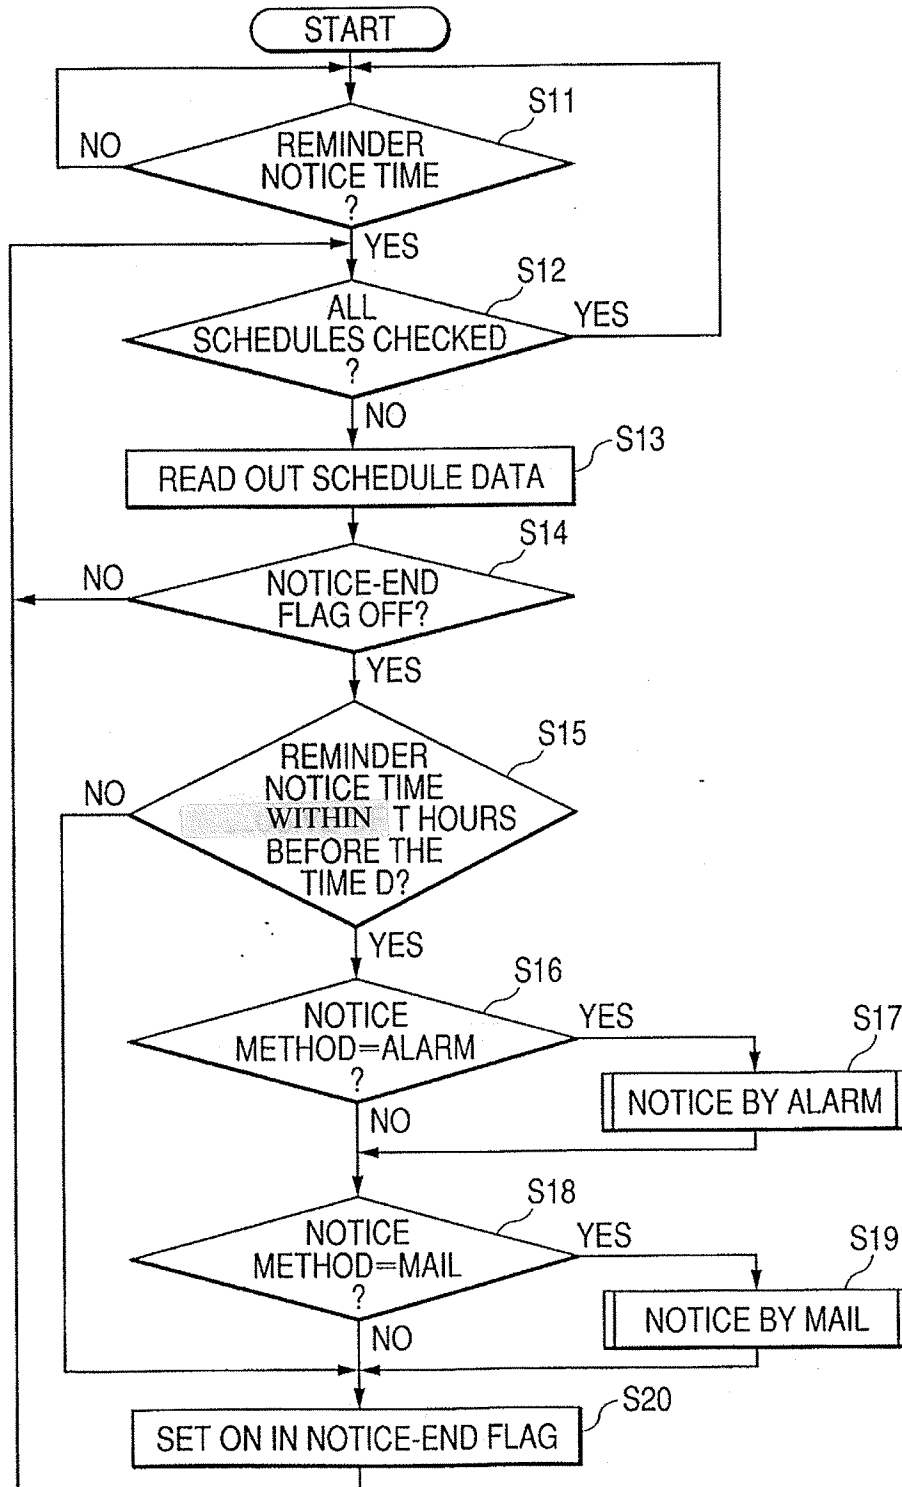 START
S11
NO
REMINDER
NOTICE TIME
?
YES
S12
ALL
SCHEDULES CHECKED
?
YES
NO
S13
READ OUT SCHEDULE DATA
S14
NO
NOTICE-END
FLAG OFF?
YES
S15
NO
REMINDER
NOTICE TIME
WITHIN T HOURS
BEFORE THE
TIME D?
YES
S16
NOTICE
METHOD=ALARM
?
YES
S17
NOTICE BY ALARM
NO
S18
NOTICE
METHOD=MAIL
?
YES
S19
NOTICE BY MAIL
NO
S20
SET ON IN NOTICE-END FLAG